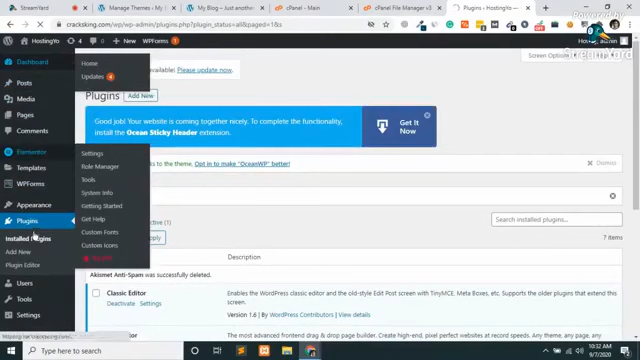 StreamYard
Manage Themes ‹ WordP
My Blog – Just another
cPanel
cPanel File Manager v3
Plugins ‹ HostingYo
cracksking.com/wp/wp-admin/plugins.php?plugin_status=all&paged=1&s
Powered by
StreamYard
HostingYo
4
0
New
WPForms
admin
Screen Options
Dashboard
Home
Updates 4
available! Please update now.
Posts
Media
Pages
Comments
Plugins
Add New
Good job! Your website is coming together nicely. To complete the functionality,
install the Ocean Sticky Header extension.
Get It
Now
Elementor
Templates
WPForms
Settings
Role Manager
Tools
System Info
Getting Started
Get Help
Custom Fonts
Custom Icons
to the theme. Opt in to make "OceanWP" better!
Dismiss
Appearance
Plugins
Installed Plugins
Add New
Plugin Editor
Users
Tools
Settings
(1)
Search installed plugins...
7 items
Description
Akismet Anti-Spam was successfully deleted.
Classic Editor
Deactivate Settings
Enables the WordPress classic editor and the old-style Edit Post screen with TinyMCE, Meta Boxes, etc. Supports the older plugins that extend this
screen.
Version 1.6 | By WordPress Contributors | View details
The most advanced frontend drag & drop page builder. Create high-end, pixel perfect websites at record speeds. Any theme, any page,
Type here to search
10:32 AM
9/7/2020